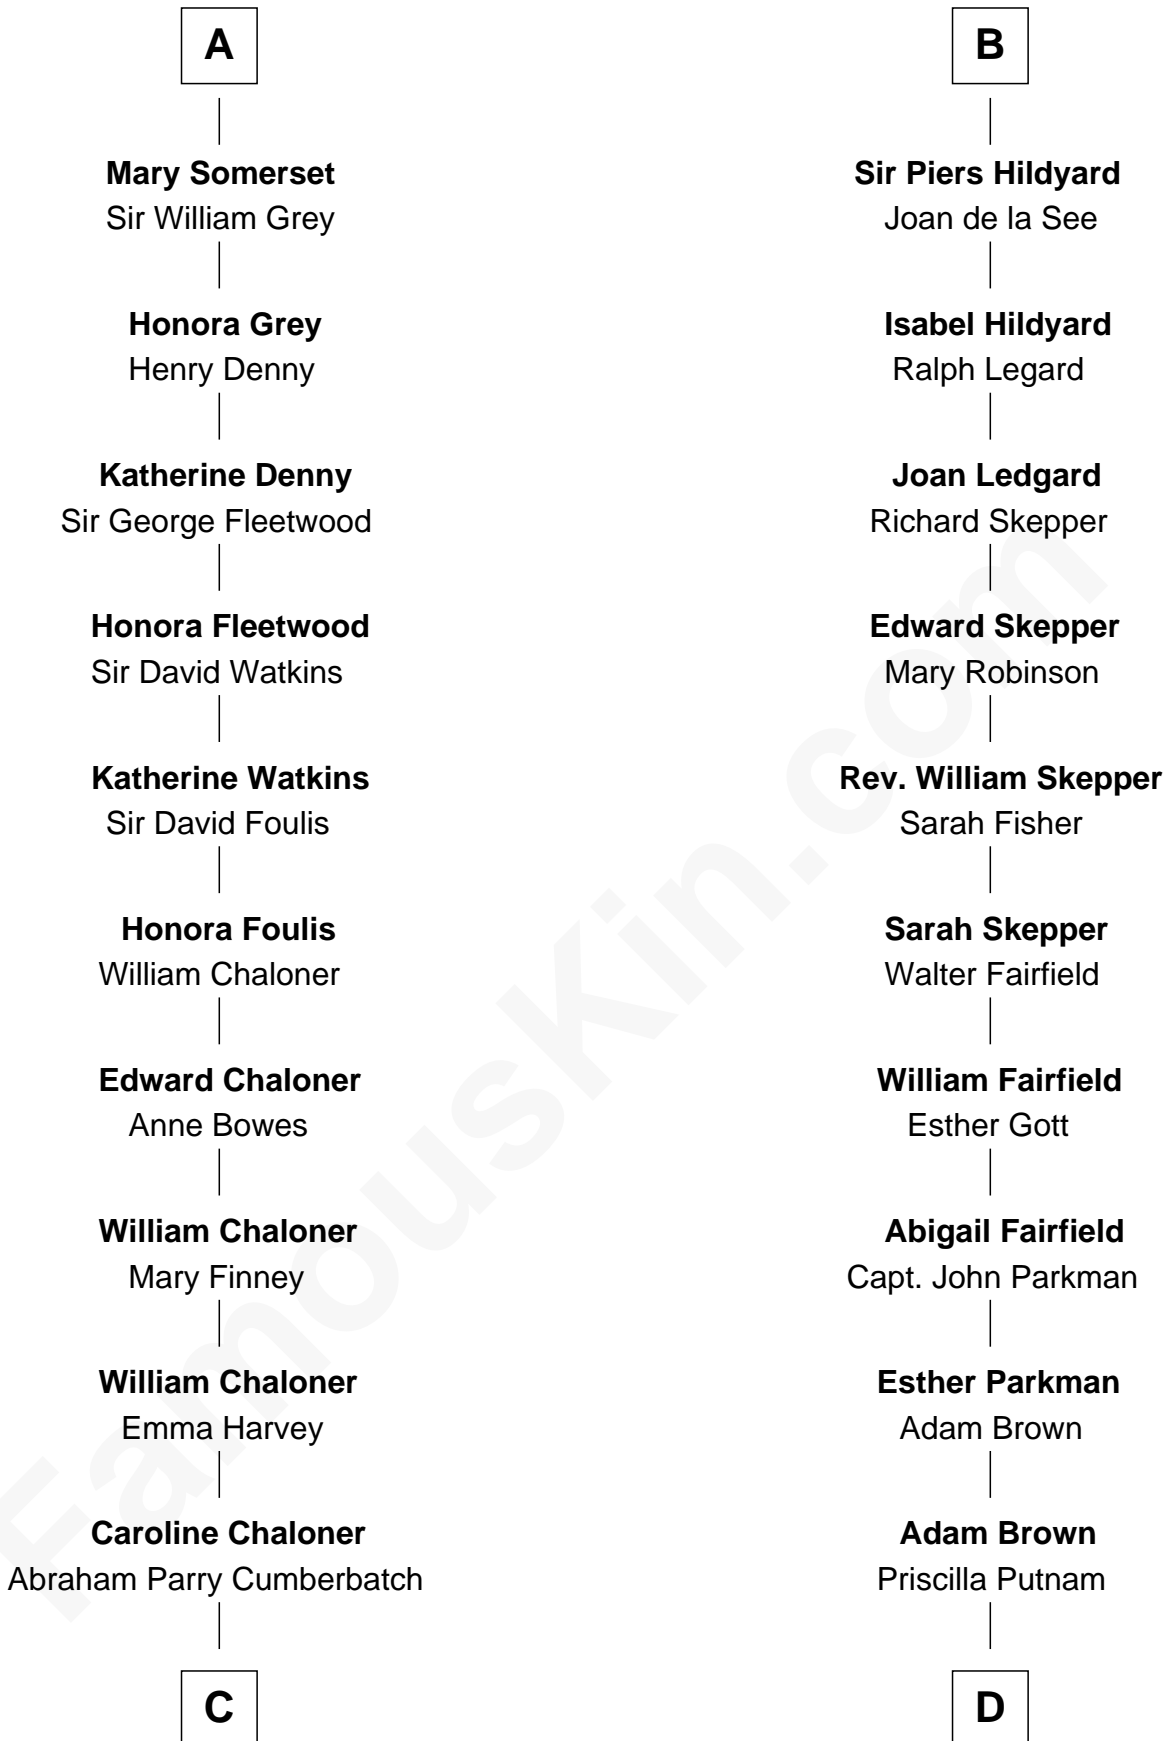 A
Mary Somerset
Sir William Grey
Honora Grey
Henry Denny
Katherine Denny
Sir George Fleetwood
Honora Fleetwood
Sir David Watkins
Katherine Watkins
Sir David Foulis
Honora Foulis
William Chaloner
Edward Chaloner
Anne Bowes
William Chaloner
Mary Finney
William Chaloner
Emma Harvey
Caroline Chaloner
Abraham Parry Cumberbatch
C
B
Sir Piers Hildyard
Joan de la See
Isabel Hildyard
Ralph Legard
Joan Ledgard
Richard Skepper
Edward Skepper
Mary Robinson
Rev. William Skepper
Sarah Fisher
Sarah Skepper
Walter Fairfield
William Fairfield
Esther Gott
Abigail Fairfield
Capt. John Parkman
Esther Parkman
Adam Brown
Adam Brown
Priscilla Putnam
D
FamousKin.com